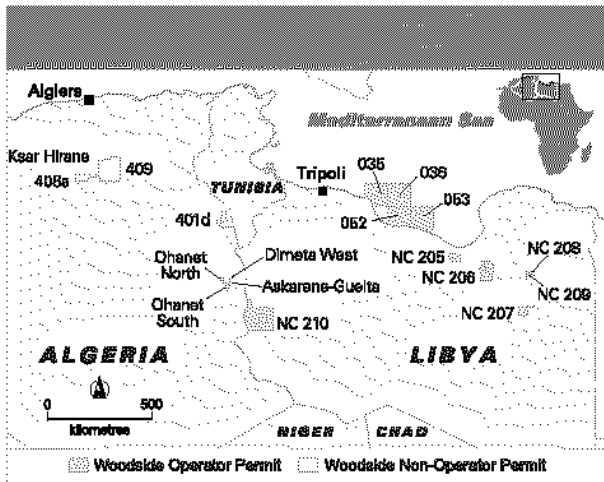 Algiers
Mediterranean Sea
Ksar Hirane
408a
409
TUNISIA
Tripoli
035
036
053
052
401d
Ohanet
North
Dimeta West
Askarene-Guelta
Ohanet
South
NC 205
NC 206
NC 208
NC 209
NC 207
NC 210
ALGERIA
LIBYA
0 500
kilometres
NIGER
CHAD
Woodside Operator Permit
Woodside Non-Operator Permit